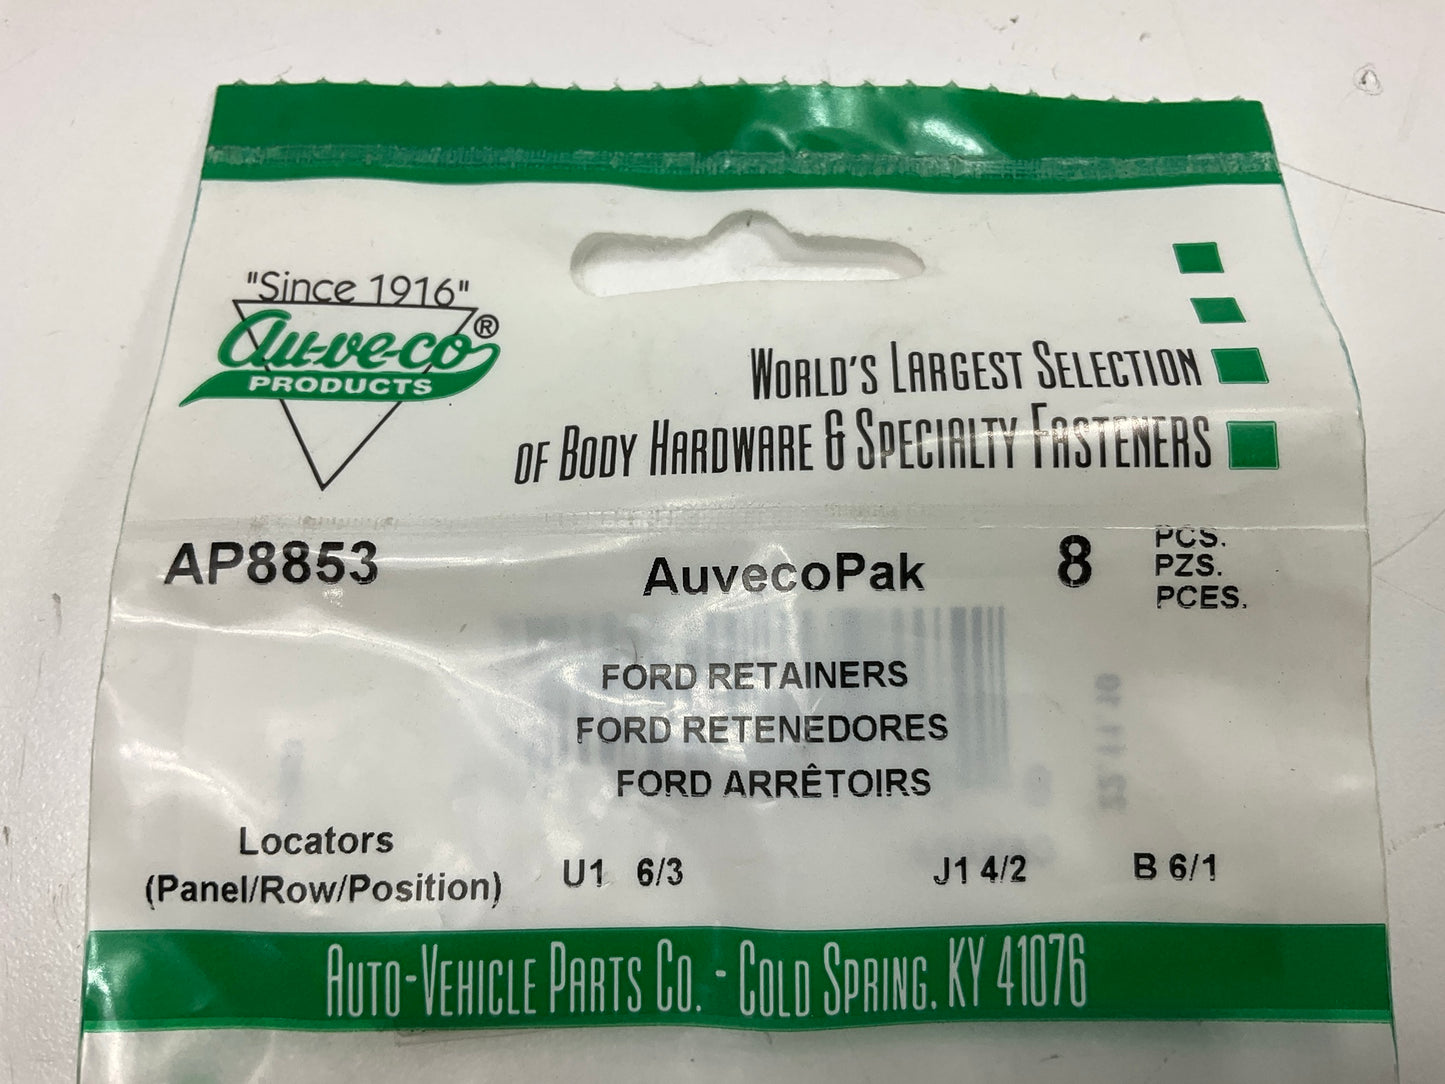 "Since 1916"
au-ve-co®
PRODUCTS
WORLD'S LARGEST SELECTION
OF BODY HARDWARE & SPECIALTY FASTENERS
AP8853 AuvecoPak 8 PCS.
PZS.
PCES.
FORD RETAINERS
FORD RETENEDORES
FORD ARRÊTOIRS
Locators
(Panel/Row/Position) U1 6/3 J1 4/2 B 6/1
AUTO-VEHICLE PARTS CO. - COLD SPRING, KY 41076